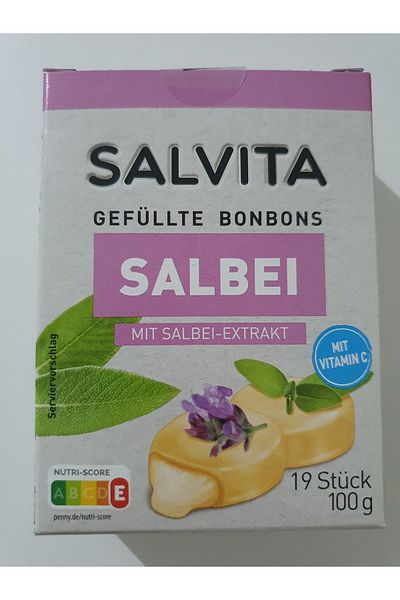 SALVITA
GEFÜLLTE BONBONS
SALBEI
MIT SALBEI-EXTRAKT
MIT
VITAMIN C
Serviervorschlag
NUTRI-SCORE
ABCDE
penny.de/nutri-score
19 Stück
100 g